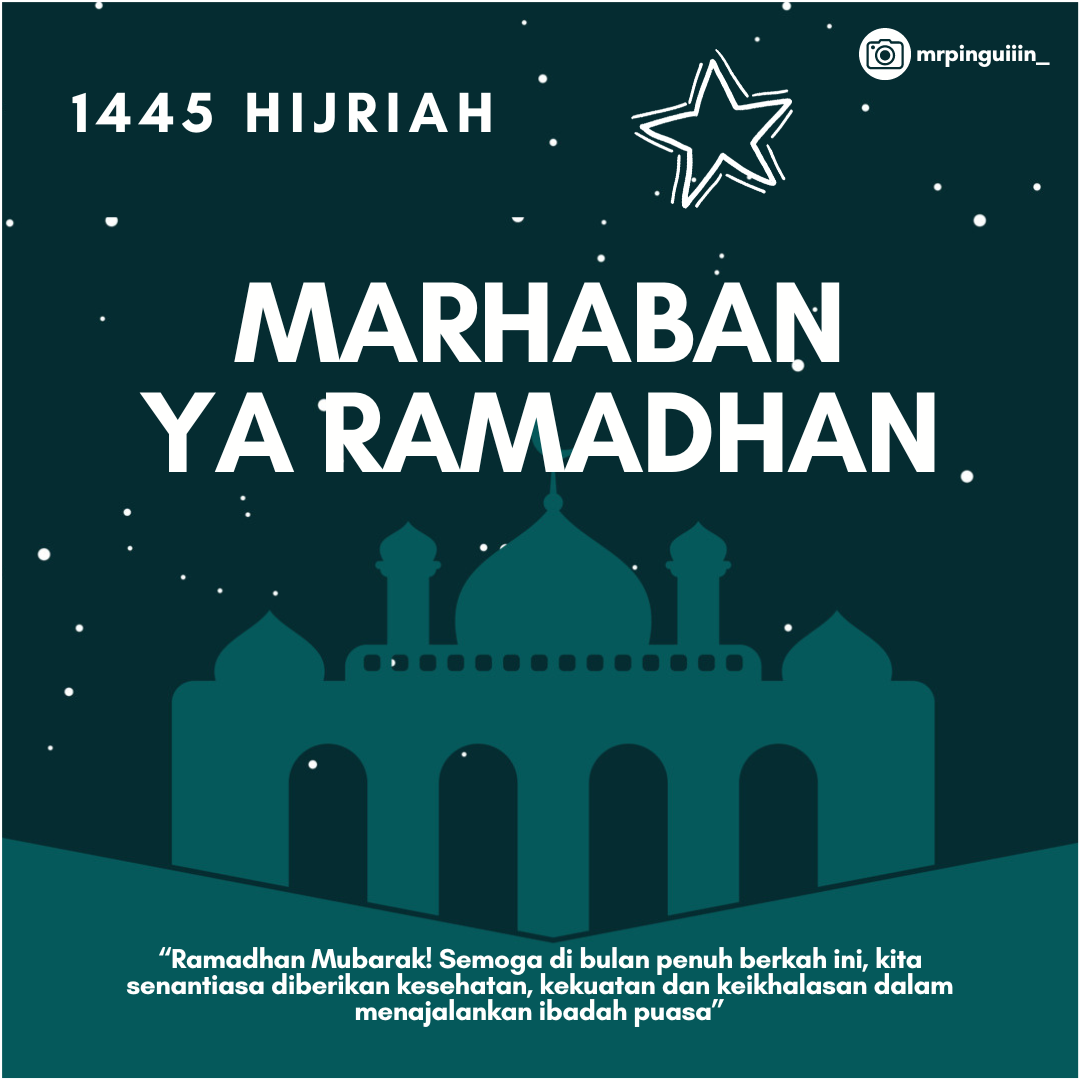 mrpinguiiin_
1445 HIJRIAH
MARHABAN
YA RAMADHAN
“Ramadhan Mubarak! Semoga di bulan penuh berkah ini, kita
senantiasa diberikan kesehatan, kekuatan dan keikhalasan dalam
menajalankan ibadah puasa”